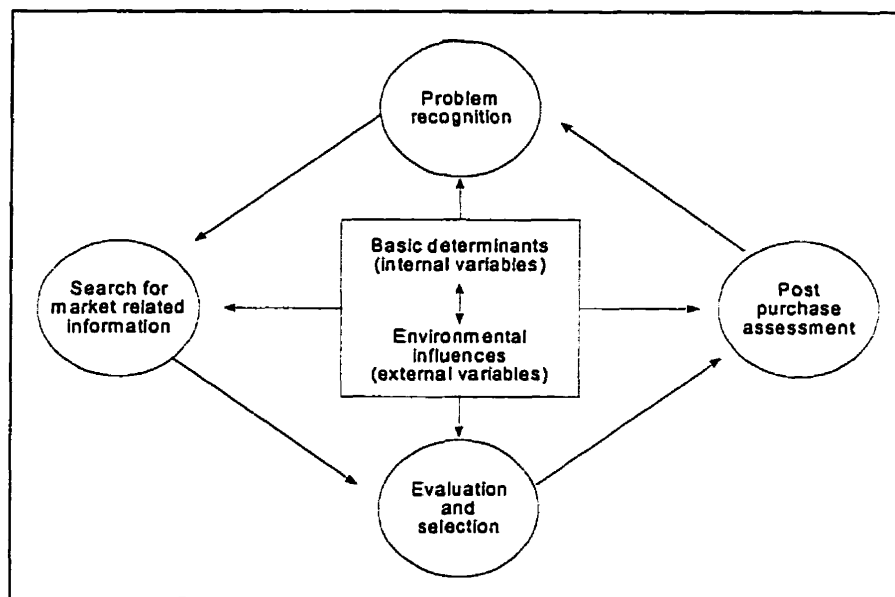 Problem
recognition
Basic determinants
(internal variables)
Search for
market related
information
Post
purchase
assessment
Environmental
influences
(external variables)
Evaluation
and
selection